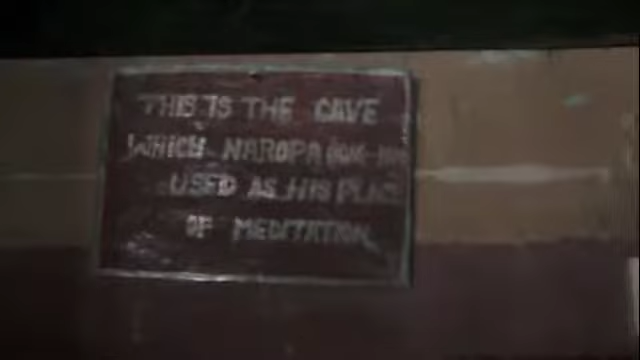 THIS IS THE CAVE
WHICH NAROPA
USED AS HIS PLACE
OF MEDITATION